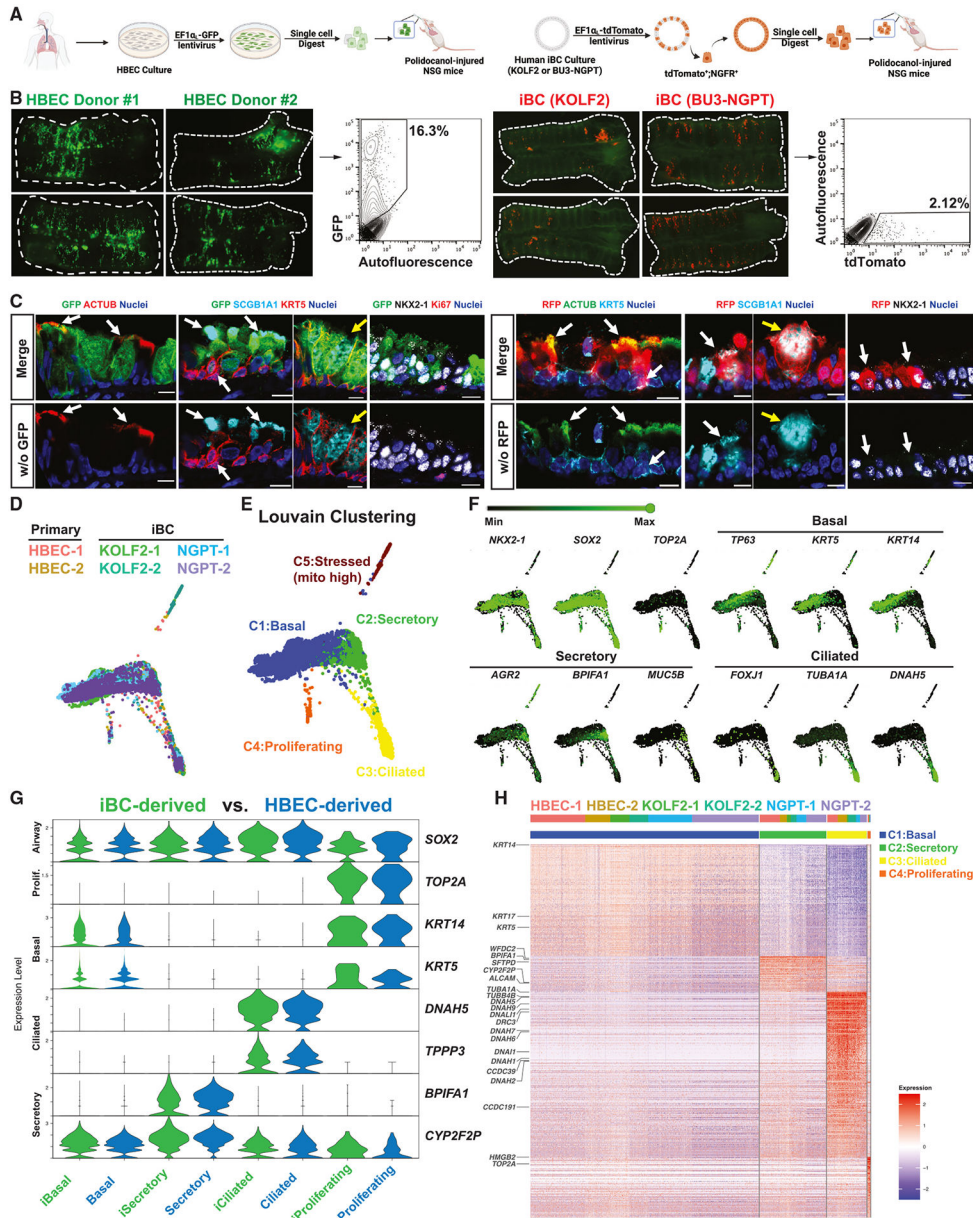 A
EF1αL-GFP
lentivirus
Single cell
Digest
HBEC Culture
Polidocanol-injured
NSG mice
EF1αL-tdTomato
lentivirus
Single cell
Digest
Human iBC Culture
(KOLF2 or BU3-NGPT)
tdTomato+;NGFR+
Polidocanol-injured
NSG mice
B
HBEC Donor #1
HBEC Donor #2
16.3%
GFP
Autofluorescence
iBC (KOLF2)
iBC (BU3-NGPT)
2.12%
Autofluorescence
tdTomato
C
GFP ACTUB Nuclei
GFP SCGB1A1 KRT5 Nuclei
GFP NKX2-1 Ki67 Nuclei
RFP ACTUB KRT5 Nuclei
RFP SCGB1A1 Nuclei
RFP NKX2-1 Nuclei
Merge
Merge
w/o GFP
w/o RFP
D
Primary
iBC
HBEC-1
KOLF2-1
NGPT-1
HBEC-2
KOLF2-2
NGPT-2
E
Louvain Clustering
C5:Stressed
(mito high)
C1:Basal
C2:Secretory
C4:Proliferating
C3:Ciliated
F
Min
Max
Basal
NKX2-1
SOX2
TOP2A
TP63
KRT5
KRT14
Secretory
Ciliated
AGR2
BPIFA1
MUC5B
FOXJ1
TUBA1A
DNAH5
G
iBC-derived vs. HBEC-derived
Expression Level
Airway
Prolif.
Basal
Ciliated
Secretory
SOX2
TOP2A
KRT14
KRT5
DNAH5
TPPP3
BPIFA1
CYP2F2P
iBasal
Basal
iSecretory
Secretory
iCiliated
Ciliated
iProliferating
Proliferating
H
HBEC-1 HBEC-2 KOLF2-1 KOLF2-2 NGPT-1 NGPT-2
C1:Basal
C2:Secretory
C3:Ciliated
C4:Proliferating
KRT14
KRT17
KRT5
WFDC2
BPIFA1
SFTPD
CYP2F2P
ALCAM
TUBA1A
TUBB4B
DNAH5
DNAH9
DNALI1
DRC3
DNAH7
DNAH6
DNAI1
DNAH1
CCDC39
DNAH2
CCDC191
HMGB2
TOP2A
Expression
2
1
0
−1
−2